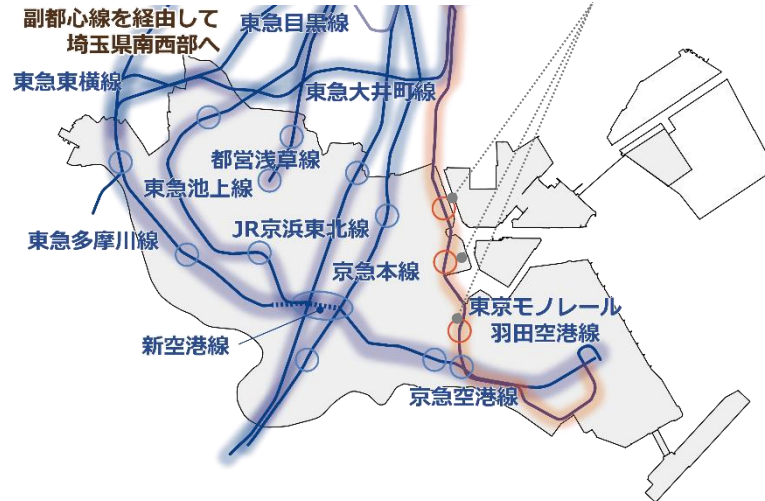 副都心線を経由して
埼玉県南西部へ
東急目黒線
東急東横線
東急大井町線
都営浅草線
東急池上線
東急多摩川線
JR京浜東北線
京急本線
東京モノレール
羽田空港線
新空港線
京急空港線